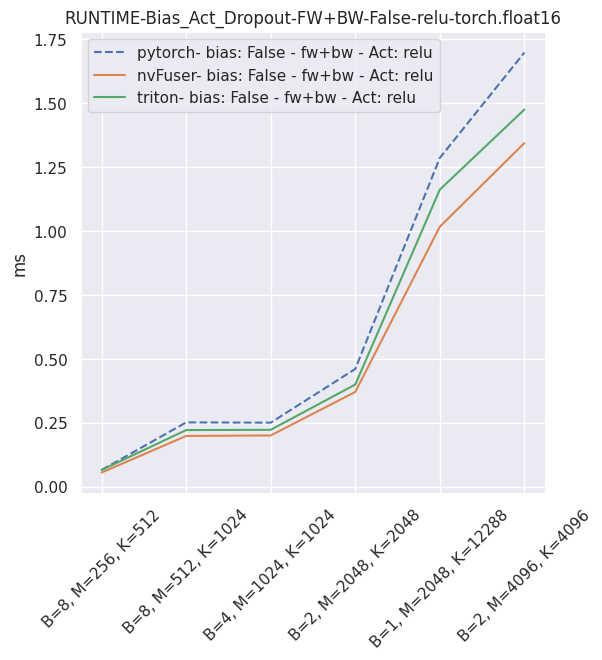 RUNTIME-Bias_Act_Dropout-FW+BW-False-relu-torch.float16
pytorch- bias: False - fw+bw - Act: relu
nvFuser- bias: False - fw+bw - Act: relu
triton- bias: False - fw+bw - Act: relu
ms
1.75
1.50
1.25
1.00
0.75
0.50
0.25
0.00
B=8, M=256, K=512
B=8, M=512, K=1024
B=4, M=1024, K=1024
B=2, M=2048, K=2048
B=1, M=2048, K=12288
B=2, M=4096, K=4096